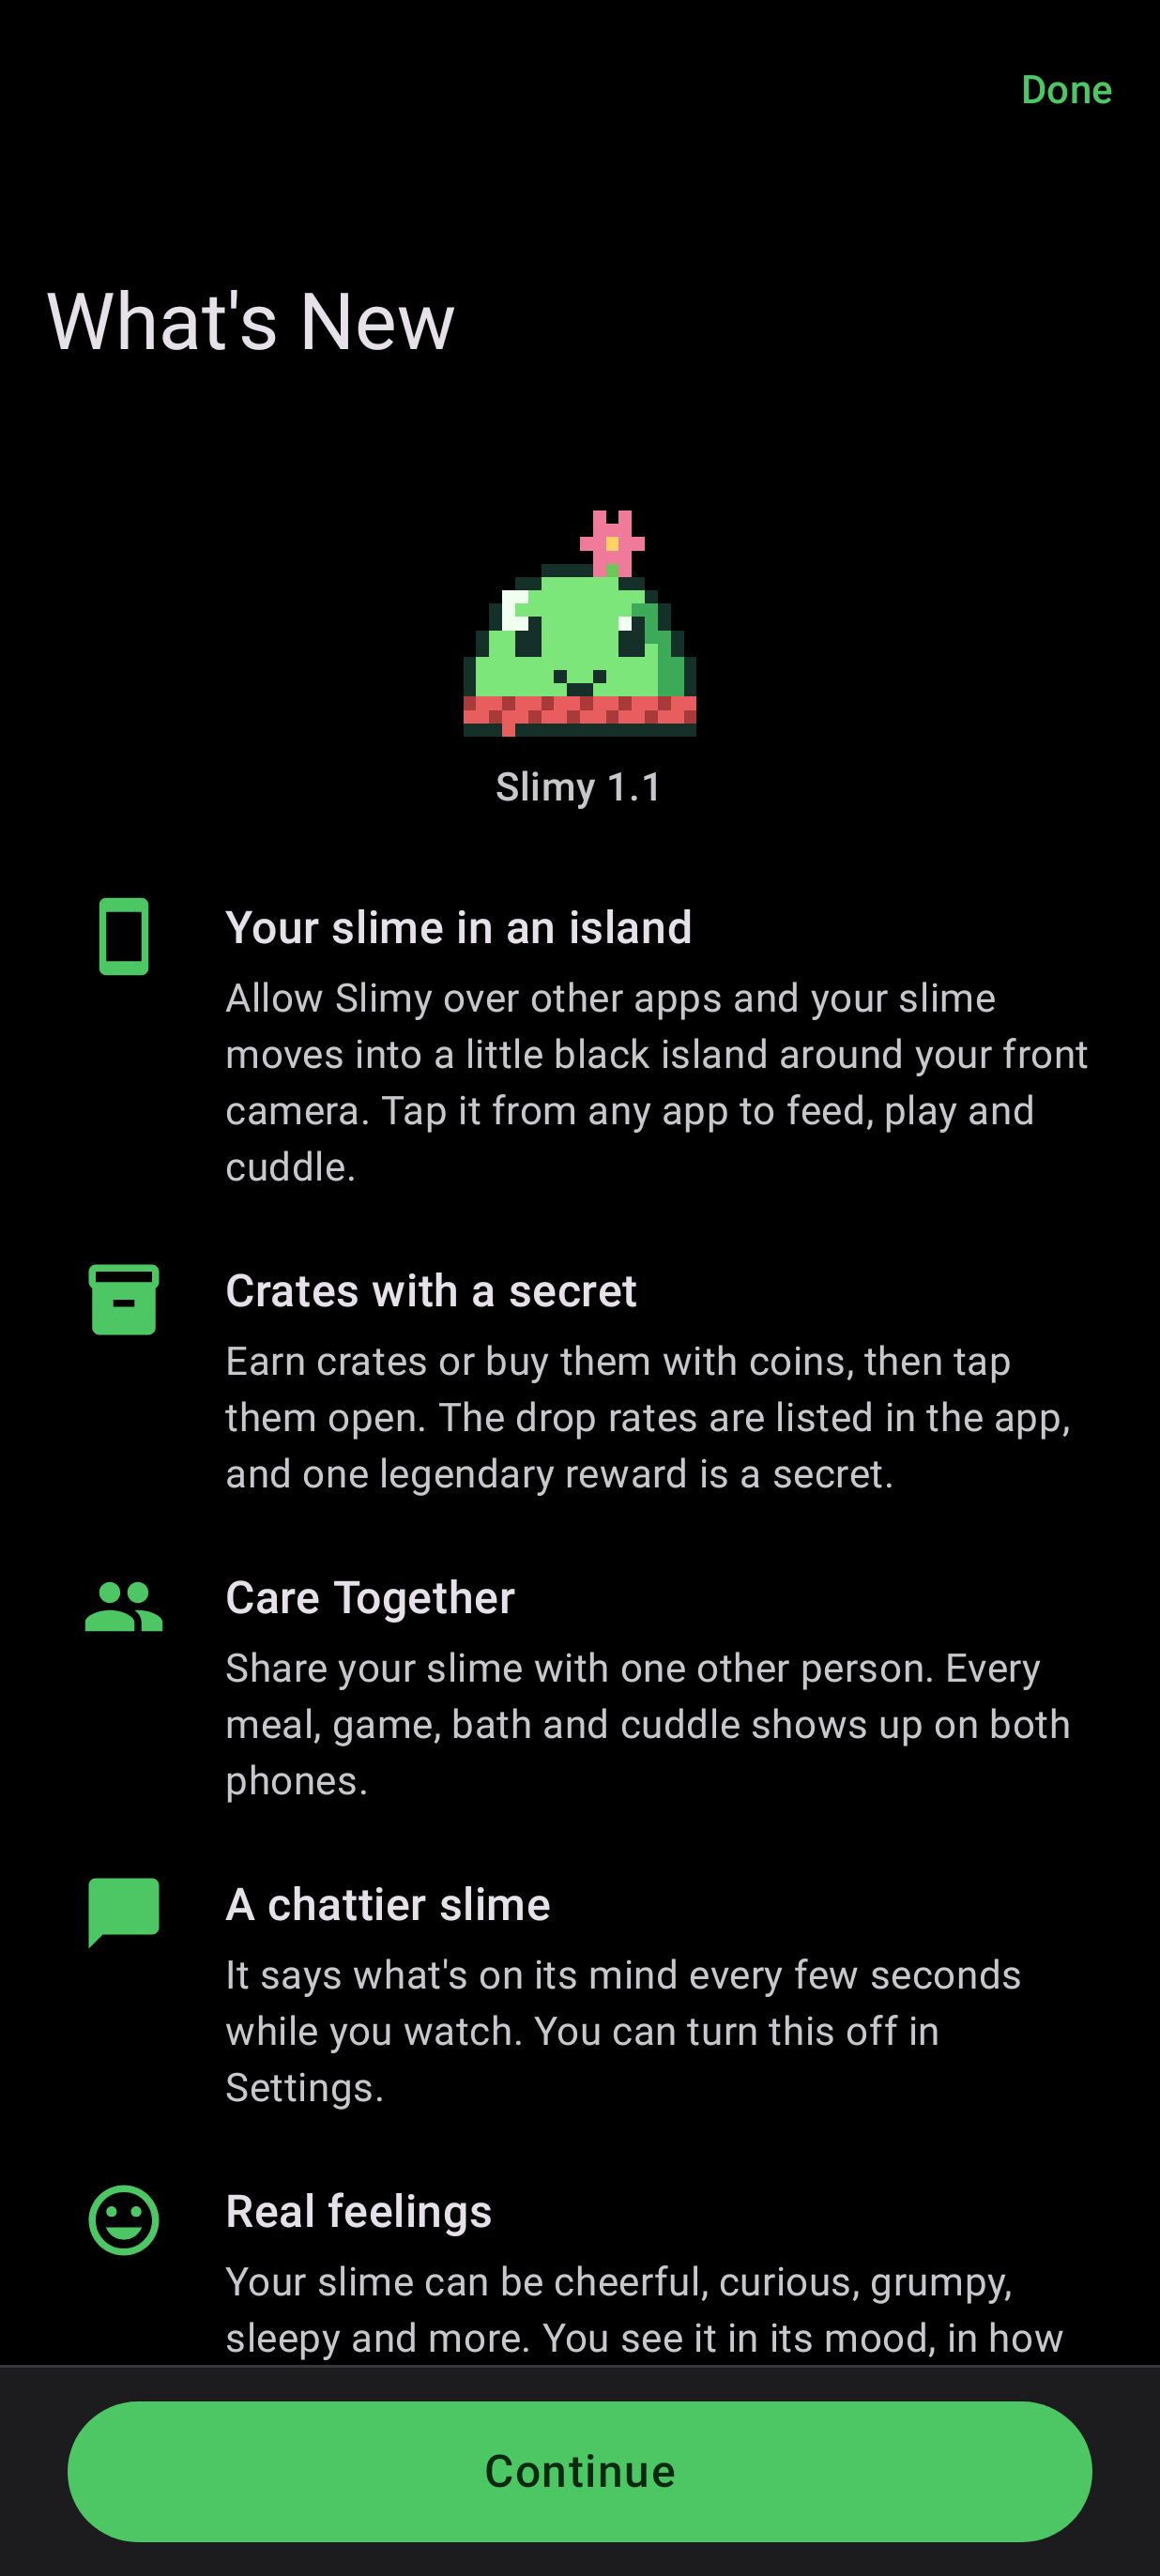 Done
What's New
Slimy 1.1
Your slime in an island
Allow Slimy over other apps and your slime
moves into a little black island around your front
camera. Tap it from any app to feed, play and
cuddle.
Crates with a secret
Earn crates or buy them with coins, then tap
them open. The drop rates are listed in the app,
and one legendary reward is a secret.
Care Together
Share your slime with one other person. Every
meal, game, bath and cuddle shows up on both
phones.
A chattier slime
It says what's on its mind every few seconds
while you watch. You can turn this off in
Settings.
Real feelings
Your slime can be cheerful, curious, grumpy,
sleepy and more. You see it in its mood, in how
Continue